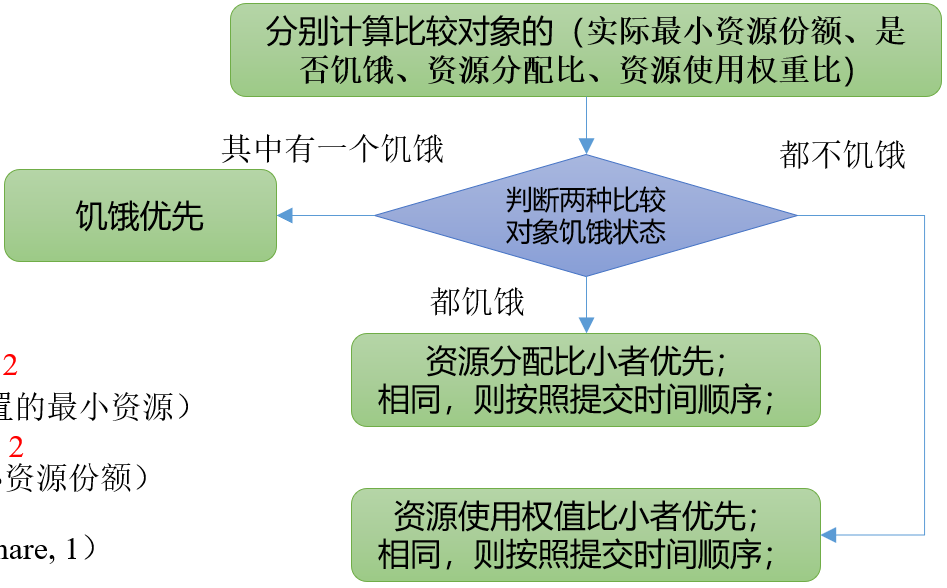 分别计算比较对象的（实际最小资源份额、是
否饥饿、资源分配比、资源使用权重比）
其中有一个饥饿
都不饥饿
饥饿优先
判断两种比较
对象饥饿状态
都饥饿
资源分配比小者优先；
相同，则按照提交时间顺序；
2
置的最小资源）
2
资源份额）
资源使用权值比小者优先；
相同，则按照提交时间顺序；
hare, 1）